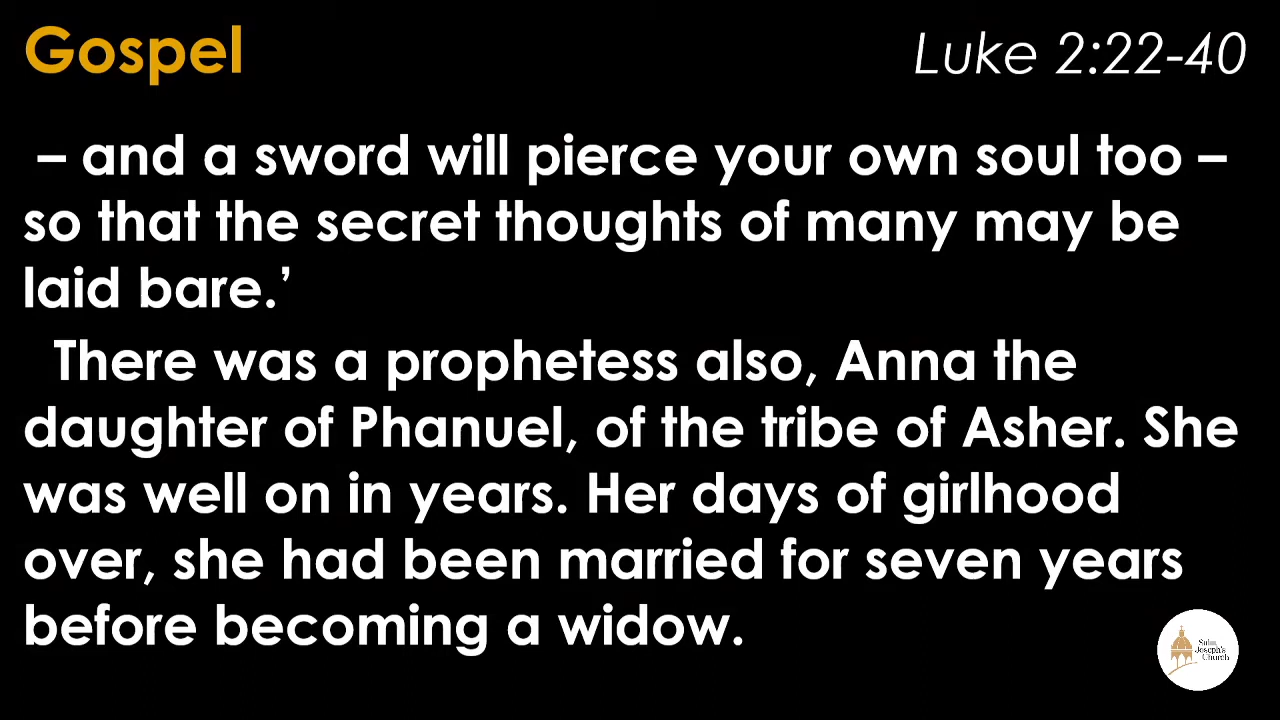 Gospel
Luke 2:22-40
– and a sword will pierce your own soul too –
so that the secret thoughts of many may be
laid bare.’
There was a prophetess also, Anna the
daughter of Phanuel, of the tribe of Asher. She
was well on in years. Her days of girlhood
over, she had been married for seven years
before becoming a widow.
Saint
Joseph's
Church